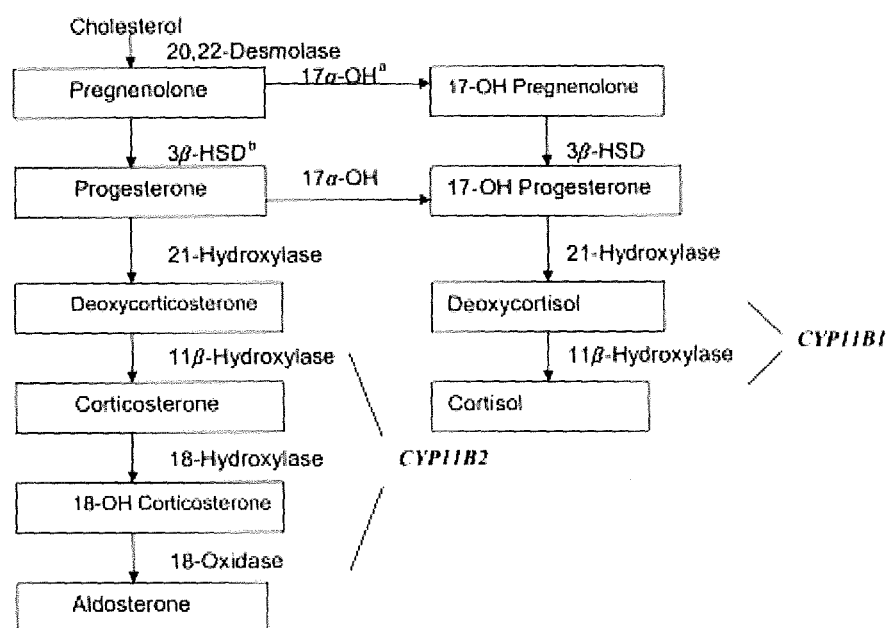 Cholesterol
20,22-Desmolase
Pregnenolone
17α-OHᵃ
17-OH Pregnenolone
3β-HSDᵇ
3β-HSD
Progesterone
17α-OH
17-OH Progesterone
21-Hydroxylase
21-Hydroxylase
Deoxycorticosterone
Deoxycortisol
11β-Hydroxylase
11β-Hydroxylase
CYP11B1
Corticosterone
Cortisol
18-Hydroxylase
CYP11B2
18-OH Corticosterone
18-Oxidase
Aldosterone